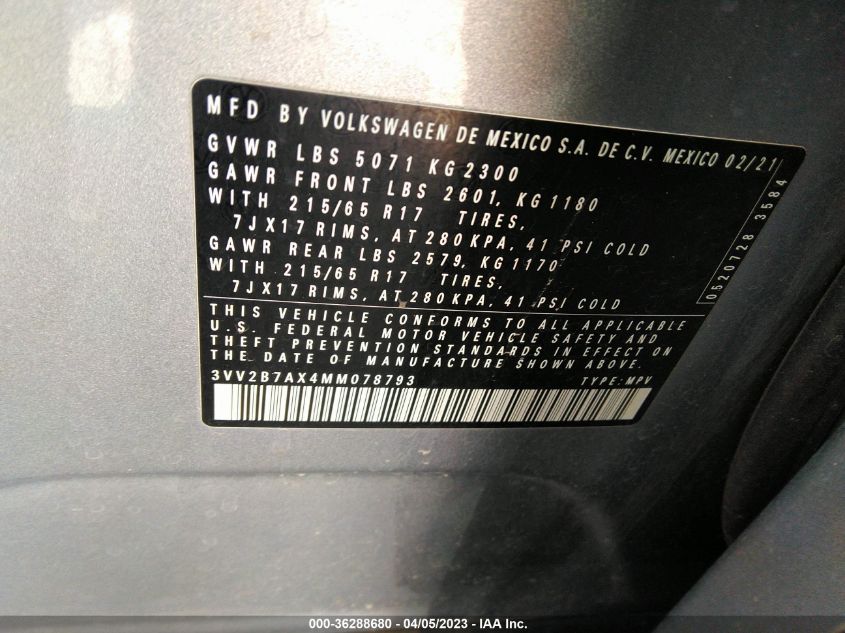 MFD BY VOLKSWAGEN DE MEXICO S.A. DE C.V. MEXICO 02/21
GVWR LBS 5071 KG 2300
GAWR FRONT LBS 2601, KG 1180
WITH 215/65 R17 TIRES,
7JX17 RIMS, AT 280 KPA, 41 PSI COLD
GAWR REAR LBS 2579, KG 1170
WITH 215/65 R17 TIRES,
7JX17 RIMS, AT 280 KPA, 41 PSI COLD
0520728 3584
THIS VEHICLE CONFORMS TO ALL APPLICABLE
U.S. FEDERAL MOTOR VEHICLE SAFETY AND
THEFT PREVENTION STANDARDS IN EFFECT ON
THE DATE OF MANUFACTURE SHOWN ABOVE.
3VV2B7AX4MM078793 TYPE: MPV
000-36288680 - 04/05/2023 - IAA Inc.